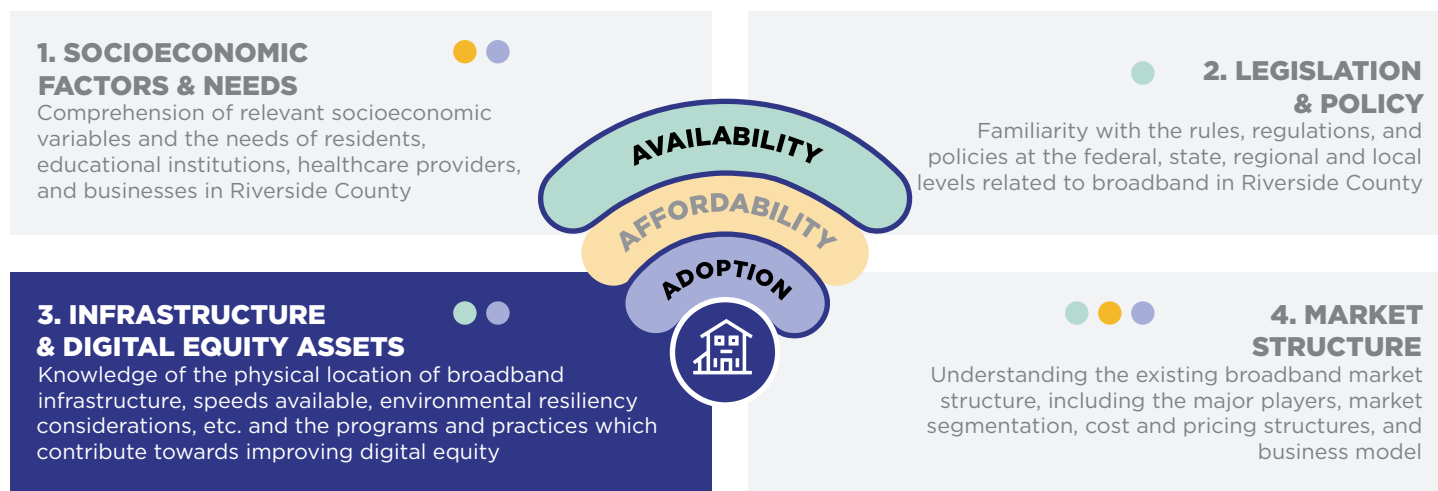 1. SOCIOECONOMIC
FACTORS & NEEDS
Comprehension of relevant socioeconomic
variables and the needs of residents,
educational institutions, healthcare providers,
and businesses in Riverside County
2. LEGISLATION
& POLICY
Familiarity with the rules, regulations, and
policies at the federal, state, regional and local
levels related to broadband in Riverside County
AVAILABILITY
AFFORDABILITY
ADOPTION
3. INFRASTRUCTURE
& DIGITAL EQUITY ASSETS
Knowledge of the physical location of broadband
infrastructure, speeds available, environmental resiliency
considerations, etc. and the programs and practices which
contribute towards improving digital equity
4. MARKET
STRUCTURE
Understanding the existing broadband market
structure, including the major players, market
segmentation, cost and pricing structures, and
business model